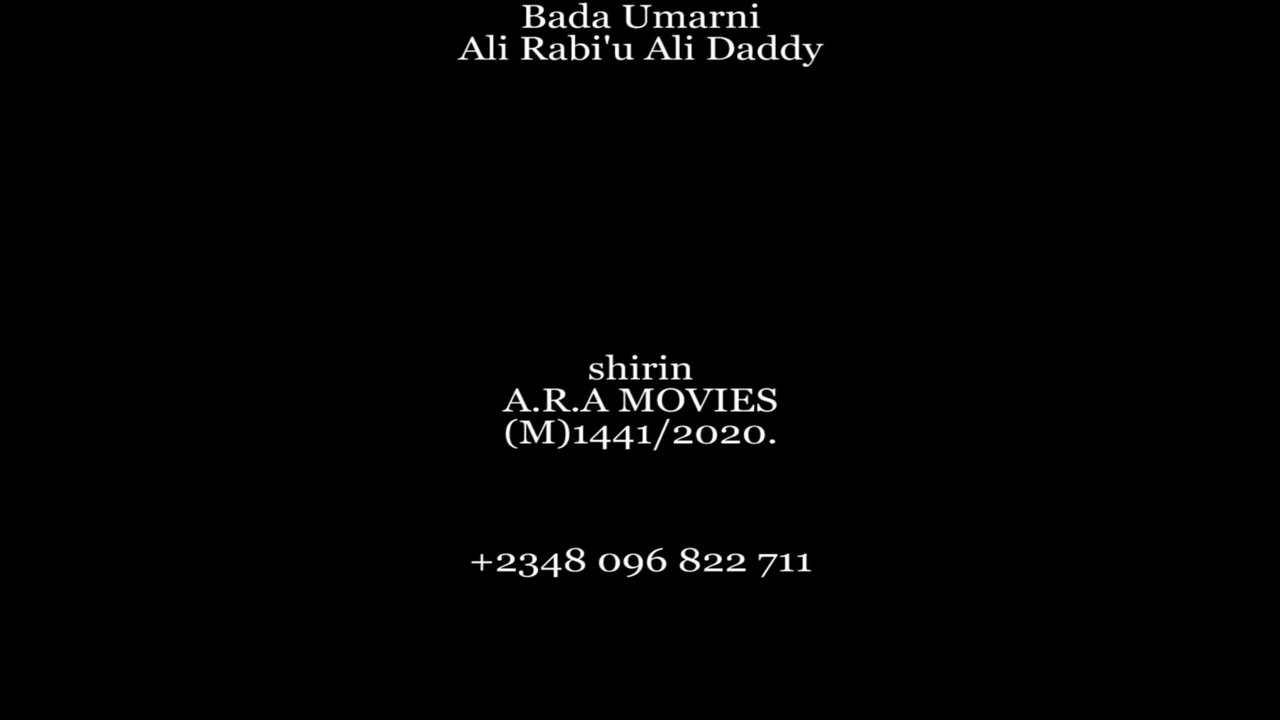 Bada Umarni
Ali Rabi'u Ali Daddy
shirin
A.R.A MOVIES
(M)1441/2020.
+2348 096 822 711